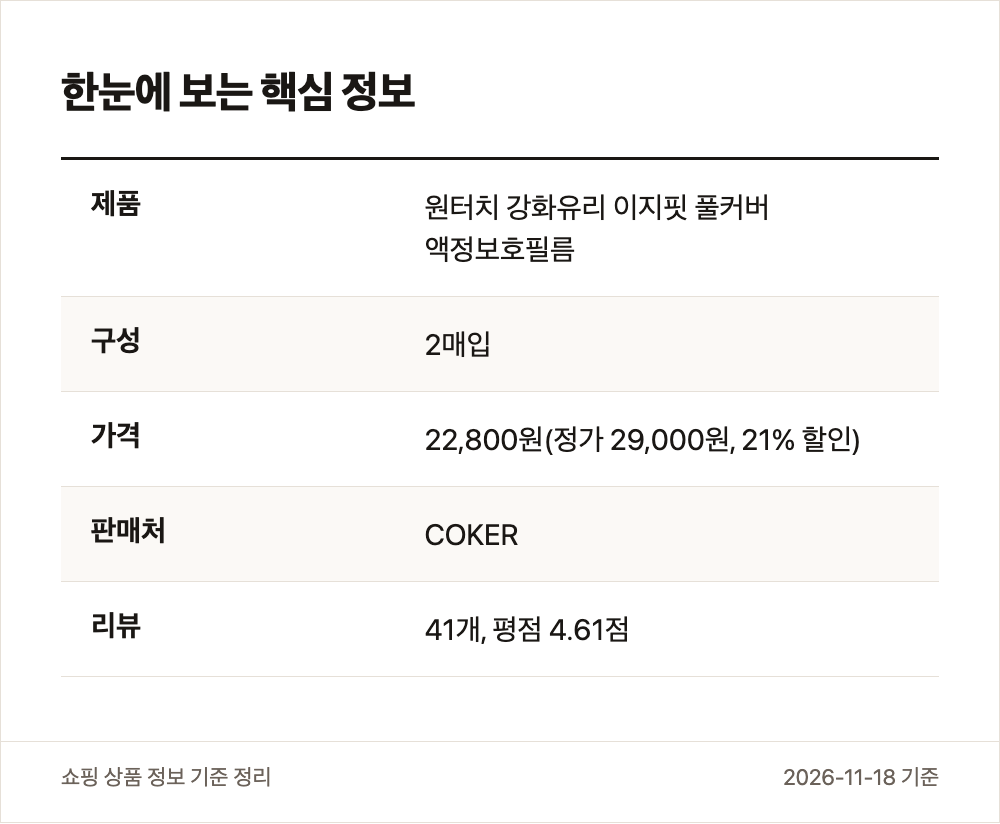 한눈에 보는 핵심 정보
제품
원터치 강화유리 이지핏 풀커버
액정보호필름
구성
2매입
가격
22,800원(정가 29,000원, 21% 할인)
판매처
COKER
리뷰
41개, 평점 4.61점
쇼핑 상품 정보 기준 정리
2026-11-18 기준